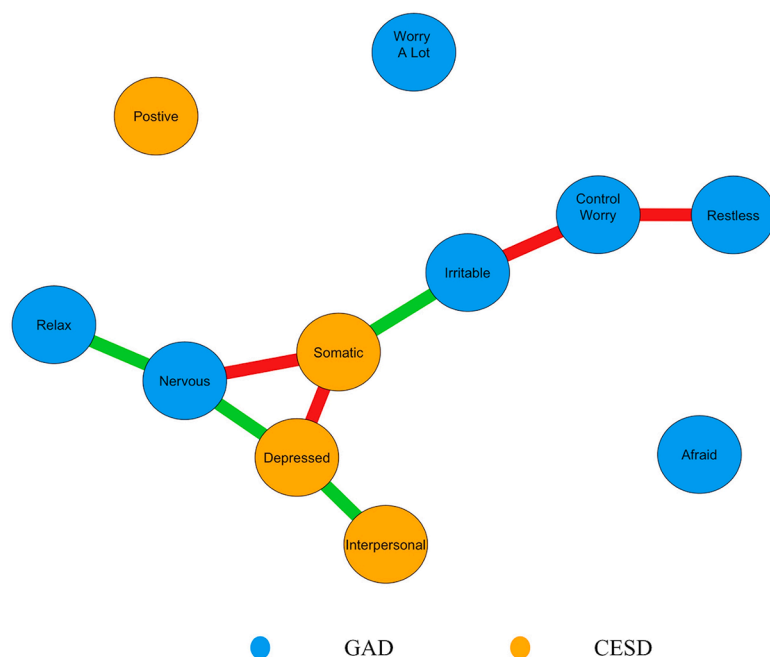 Worry
A Lot
Postive
Control
Worry
Restless
Irritable
Relax
Somatic
Nervous
Depressed
Afraid
Interpersonal
GAD
CESD